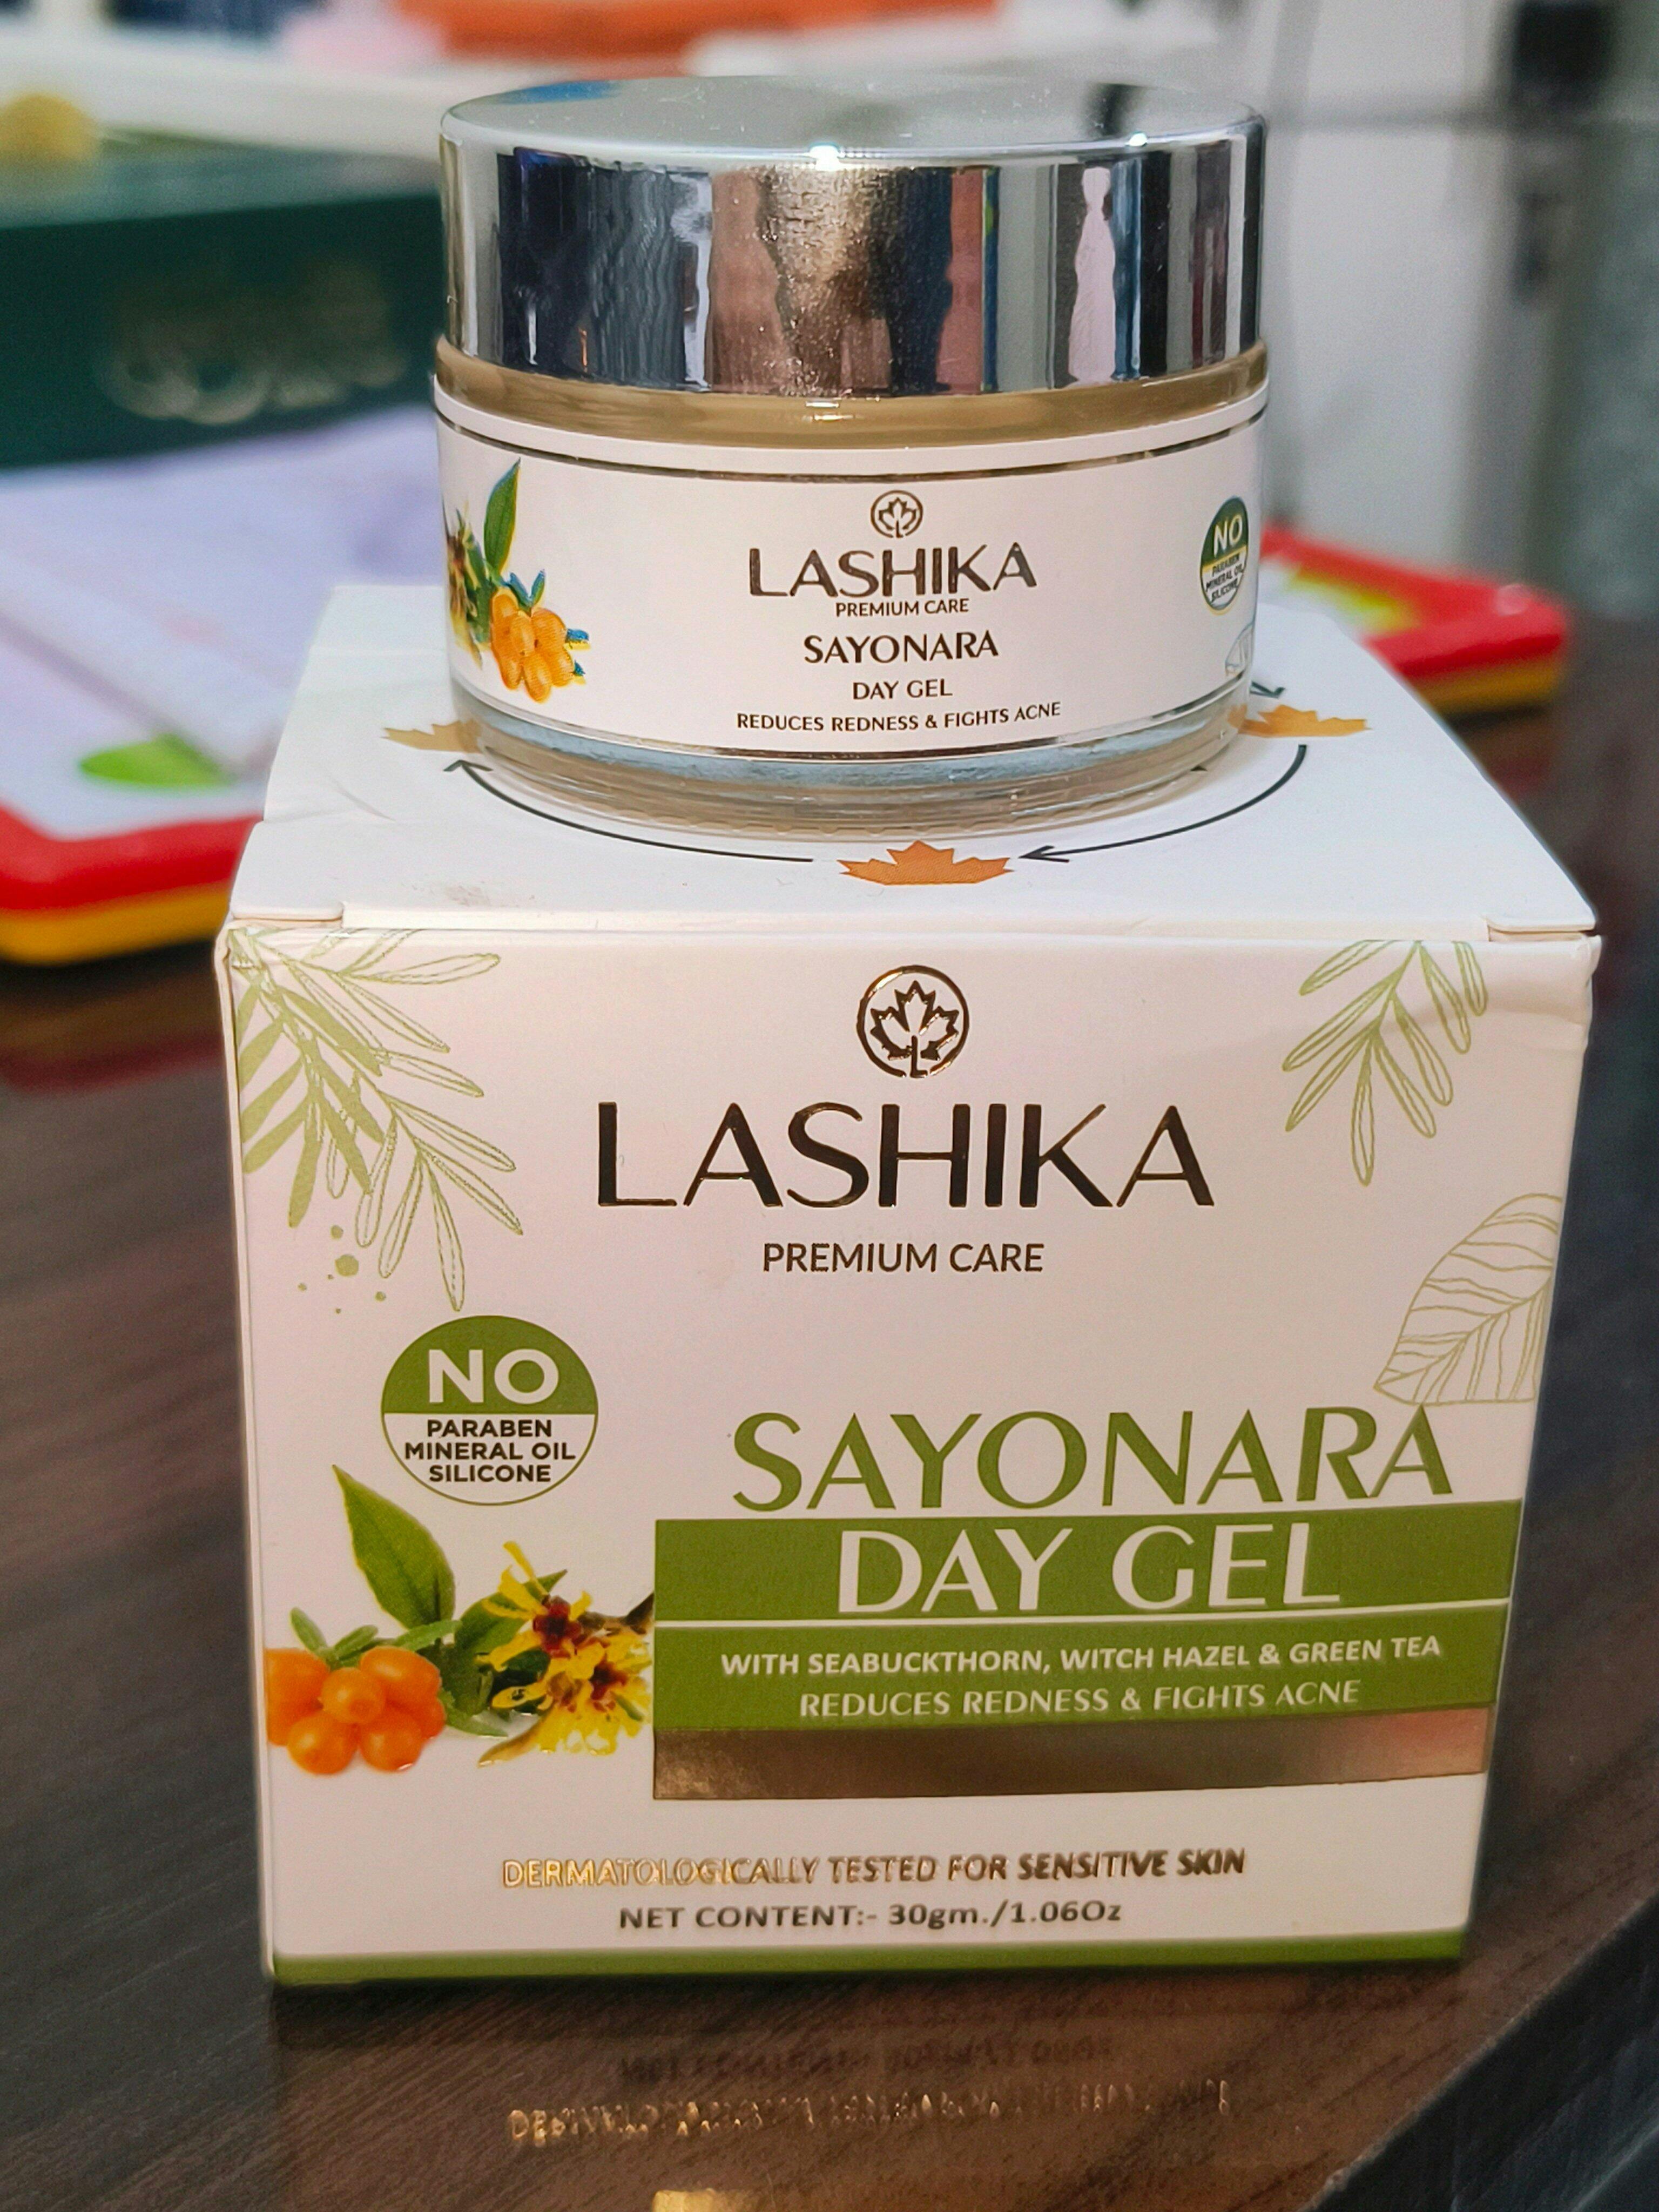 LASHIKA
PREMIUM CARE
SAYONARA
DAY GEL
REDUCES REDNESS & FIGHTS ACNE
NO
PARABEN
MINERAL OIL
SILICONE
LASHIKA
PREMIUM CARE
NO
PARABEN
MINERAL OIL
SILICONE
SAYONARA
DAY GEL
WITH SEABUCKTHORN, WITCH HAZEL & GREEN TEA
REDUCES REDNESS & FIGHTS ACNE
DERMATOLOGICALLY TESTED FOR SENSITIVE SKIN
NET CONTENT:- 30gm./1.06Oz